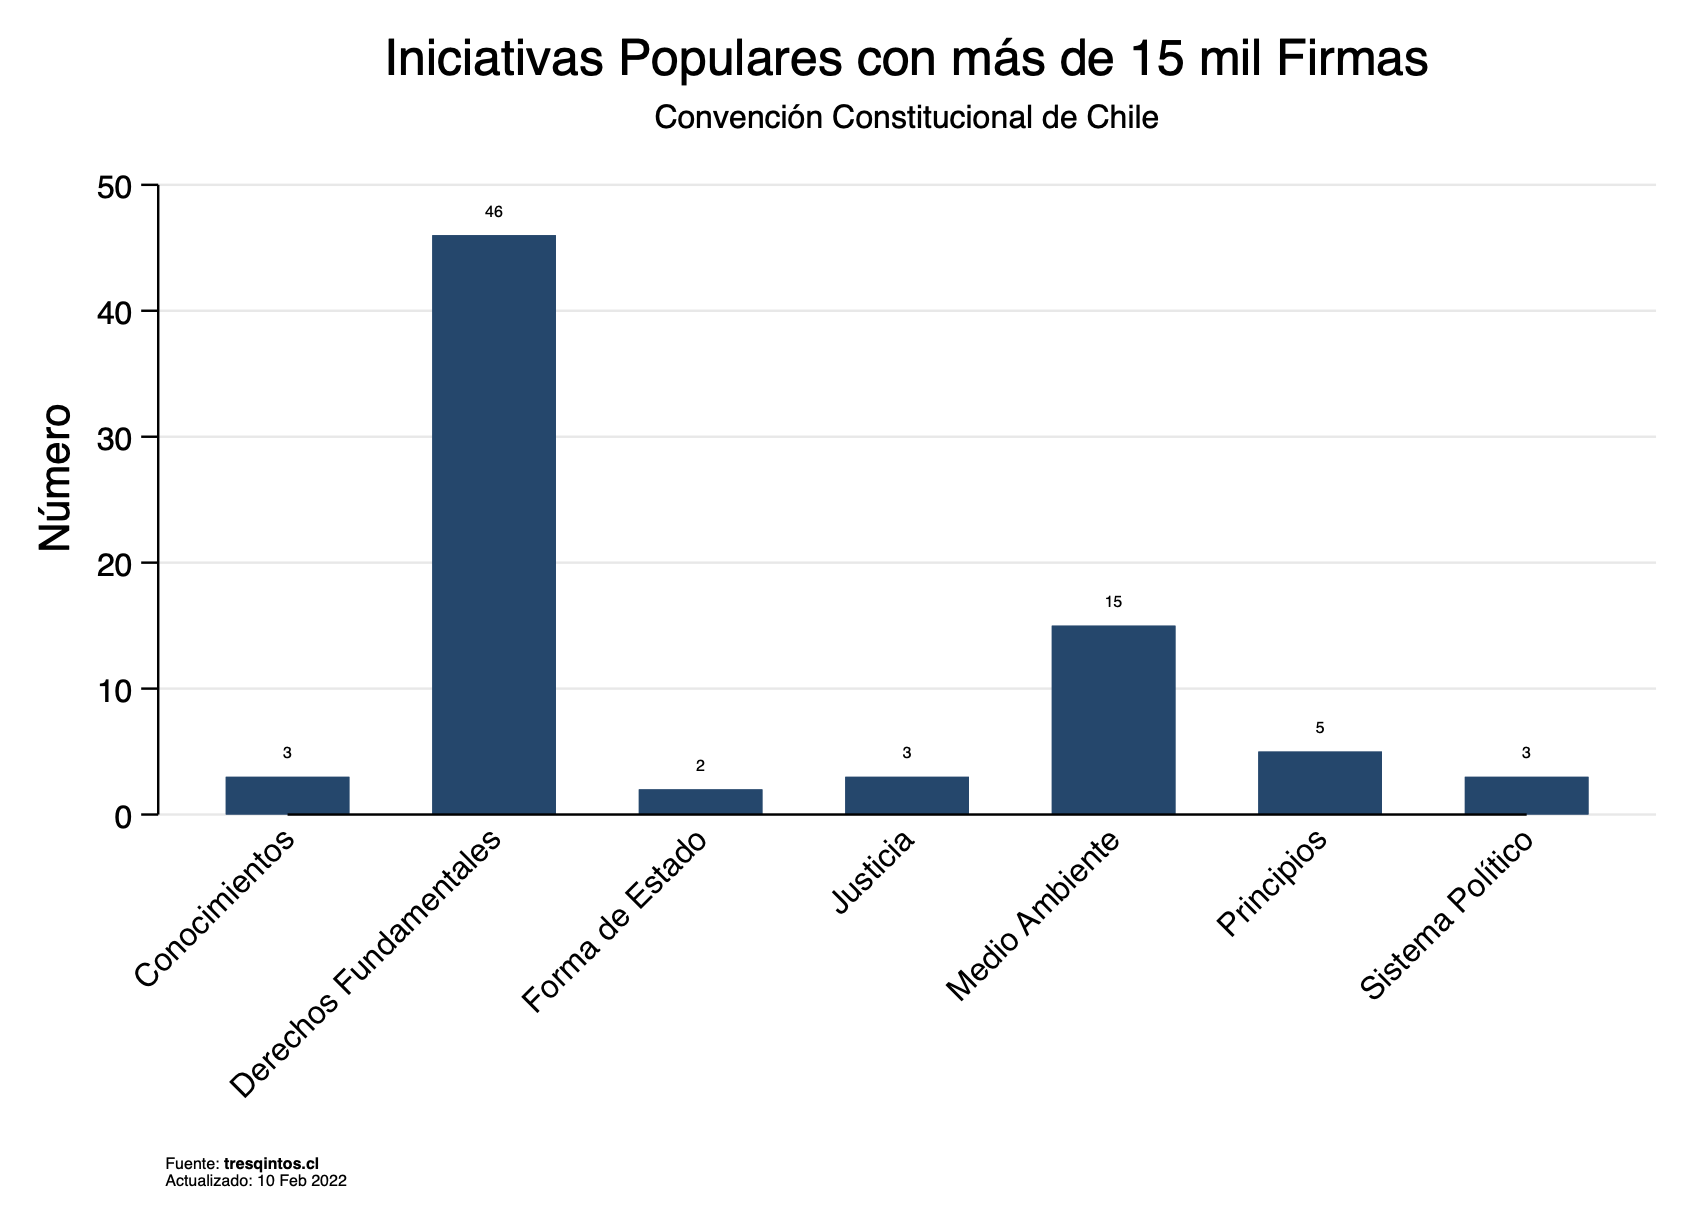 Iniciativas Populares con más de 15 mil Firmas
Convención Constitucional de Chile
Número
50
40
30
20
10
0
3
46
2
3
15
5
3
Conocimientos
Derechos Fundamentales
Forma de Estado
Justicia
Medio Ambiente
Principios
Sistema Político
Fuente: tresqintos.cl
Actualizado: 10 Feb 2022